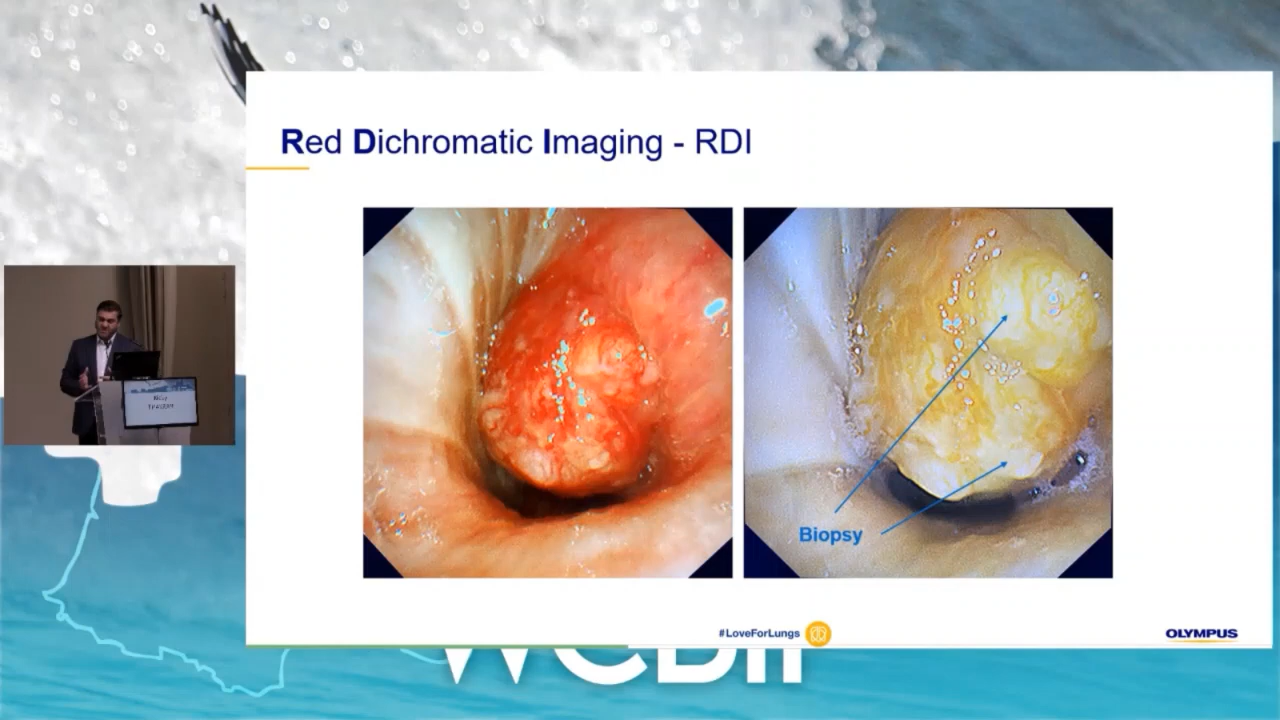 Red Dichromatic Imaging - RDI
Biopsy
#LoveForLungs
OLYMPUS